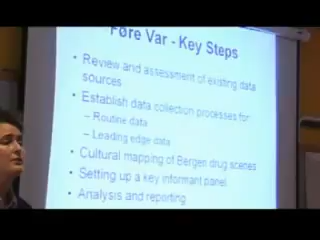 Føre Var - Key Steps
• Review and assessment of existing data
sources
• Establish data collection processes for
– Routine data
– Leading edge data
• Cultural mapping of Bergen drug scenes
• Setting up a key informant panel
• Analysis and reporting